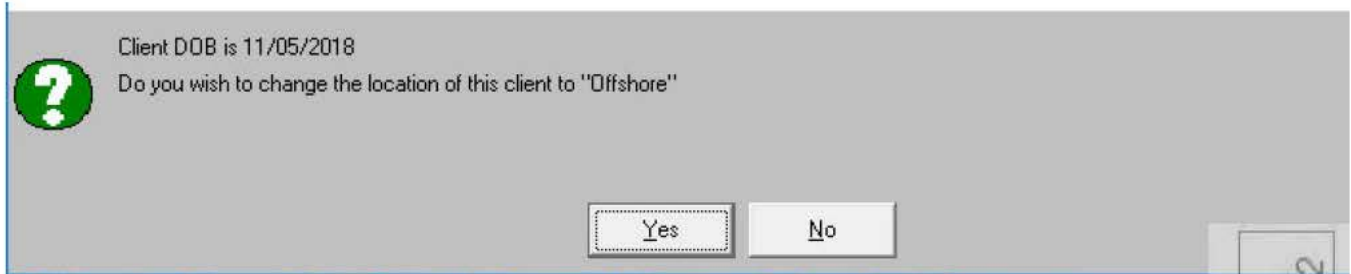 Client DOB is 11/05/2018
Do you wish to change the location of this client to "Offshore"
Yes
No
2